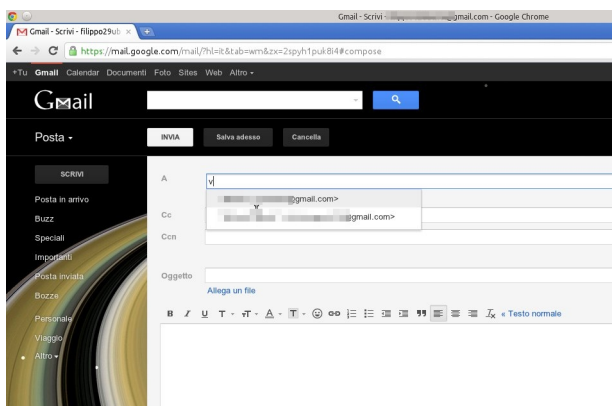 Gmail - Scrivi - gmail.com - Google Chrome
Gmail - Scrivi - filippo29ub
https://mail.google.com/mail/?hl=it&tab=wm&zx=2spyh1puk8i4#compose
+Tu Gmail Calendar Documenti Foto Sites Web Altro
Gmail
Posta
INVIA Salva adesso Cancella
SCRIVI
A v
gmail.com>
Posta in arrivo
Buzz
Cc @gmail.com>
Speciali
Ccn
Importanti
Posta inviata
Oggetto
Bozze
Allega un file
B I U T TT A T Tx « Testo normale
Personale
Viaggio
Altro